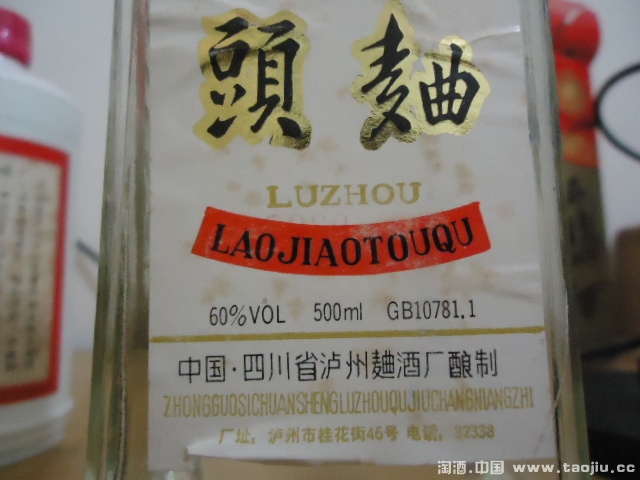 頭麯
LUZHOU
LAOJIAOTOUQU
60%VOL 500ml GB10781.1
中国·四川省泸州麯酒厂酿制
ZHONGGUOSICHUANSHENGLUZHOUQUJIUCHANGNIANGZHI
厂址：泸州市桂花街46号 电话：32338
淘酒.中国 www.taojiu.cc